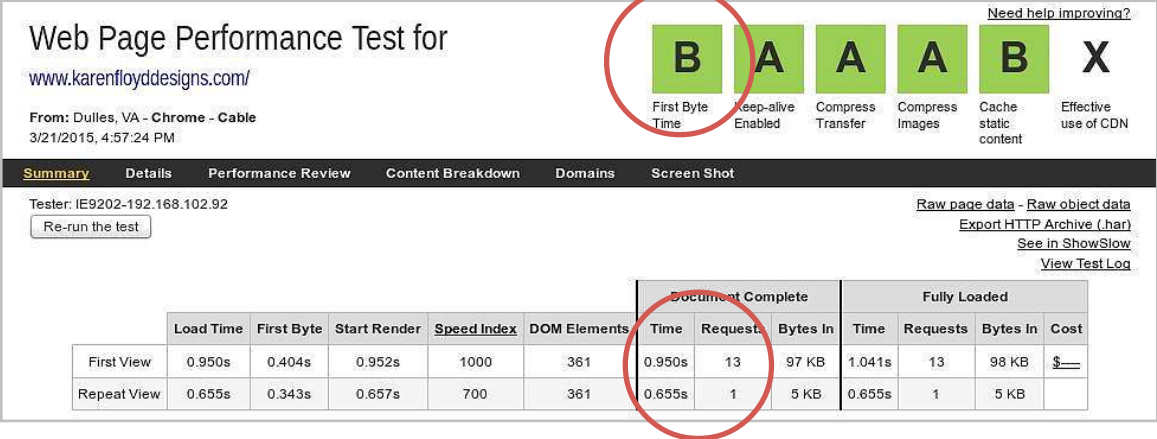 Need help improving?
Web Page Performance Test for
www.karenfloyddesigns.com/
From: Dulles, VA - Chrome - Cable
3/21/2015, 4:57:24 PM
B A A A B X
First Byte Time
Keep-alive Enabled
Compress Transfer
Compress Images
Cache static content
Effective use of CDN
Summary Details Performance Review Content Breakdown Domains Screen Shot
Tester: IE9202-192.168.102.92
Re-run the test
Raw page data - Raw object data
Export HTTP Archive (.har)
See in ShowSlow
View Test Log
Document Complete Fully Loaded
Load Time First Byte Start Render Speed Index DOM Elements Time Requests Bytes In Time Requests Bytes In Cost
First View 0.950s 0.404s 0.952s 1000 361 0.950s 13 97 KB 1.041s 13 98 KB $----
Repeat View 0.655s 0.343s 0.657s 700 361 0.655s 1 5 KB 0.655s 1 5 KB